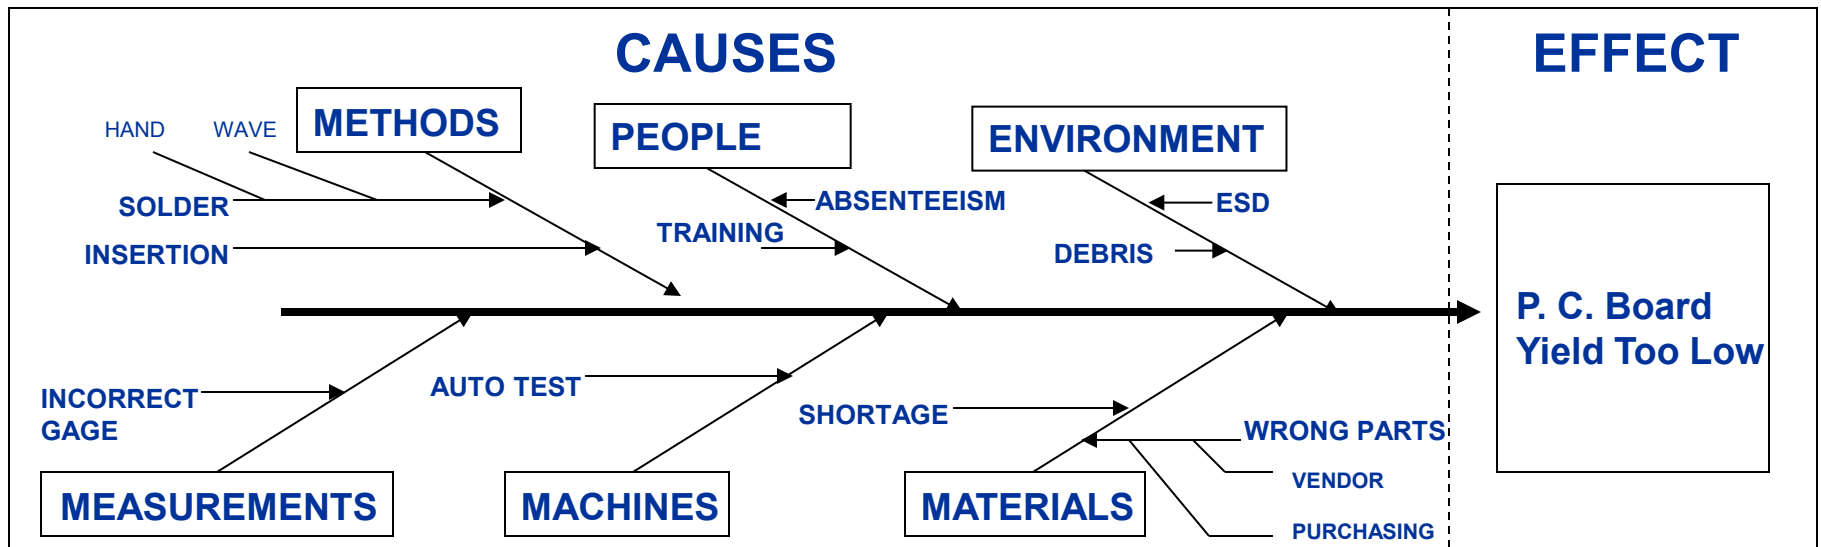 CAUSES
EFFECT
METHODS
PEOPLE
ENVIRONMENT
HAND
WAVE
SOLDER
INSERTION
ABSENTEEISM
TRAINING
ESD
DEBRIS
P. C. Board
Yield Too Low
INCORRECT
GAGE
AUTO TEST
SHORTAGE
WRONG PARTS
VENDOR
PURCHASING
MEASUREMENTS
MACHINES
MATERIALS